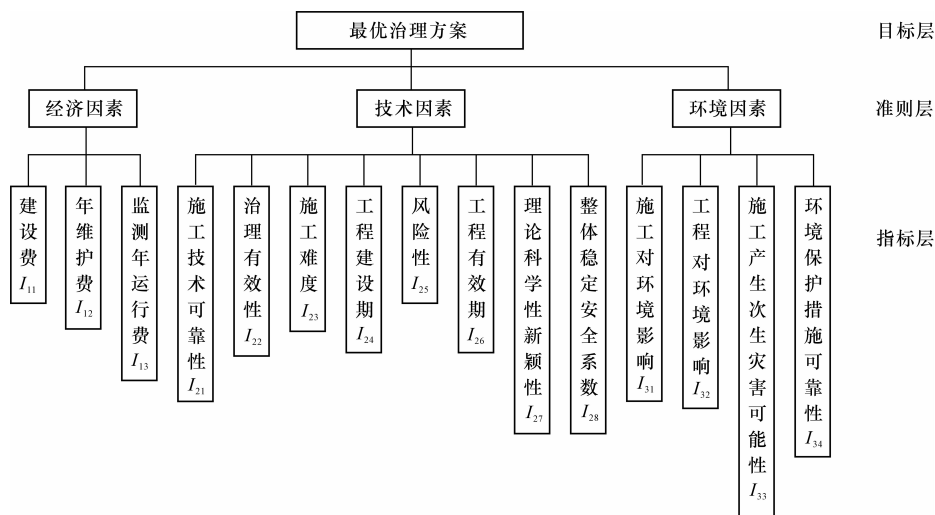 最优治理方案
目标层
经济因素
技术因素
环境因素
准则层
建设费I₁₁
年维护费I₁₂
监测年运行费I₁₃
施工技术可靠性I₂₁
治理有效性I₂₂
施工难度I₂₃
工程建设期I₂₄
风险性I₂₅
工程有效期I₂₆
理论科学性新颖性I₂₇
整体稳定安全系数I₂₈
施工对环境影响I₃₁
工程对环境影响I₃₂
施工产生次生灾害可能性I₃₃
环境保护措施可靠性I₃₄
指标层